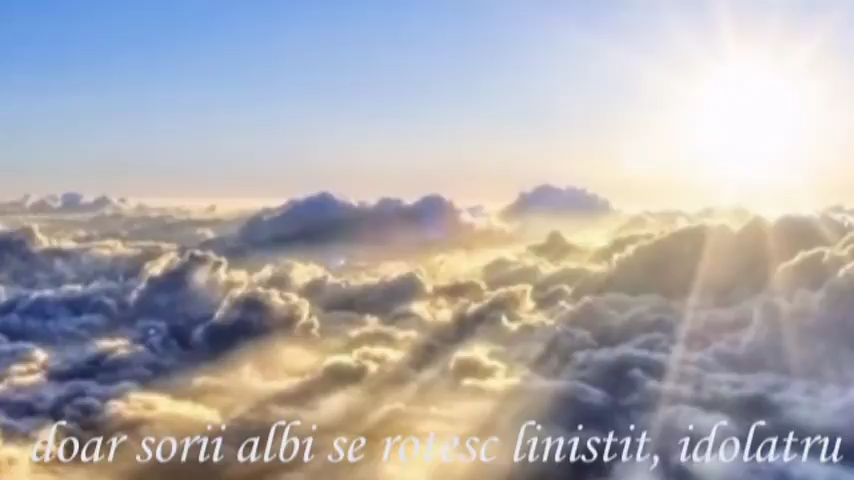 doar sorii albi se rotesc linistit, idolatru